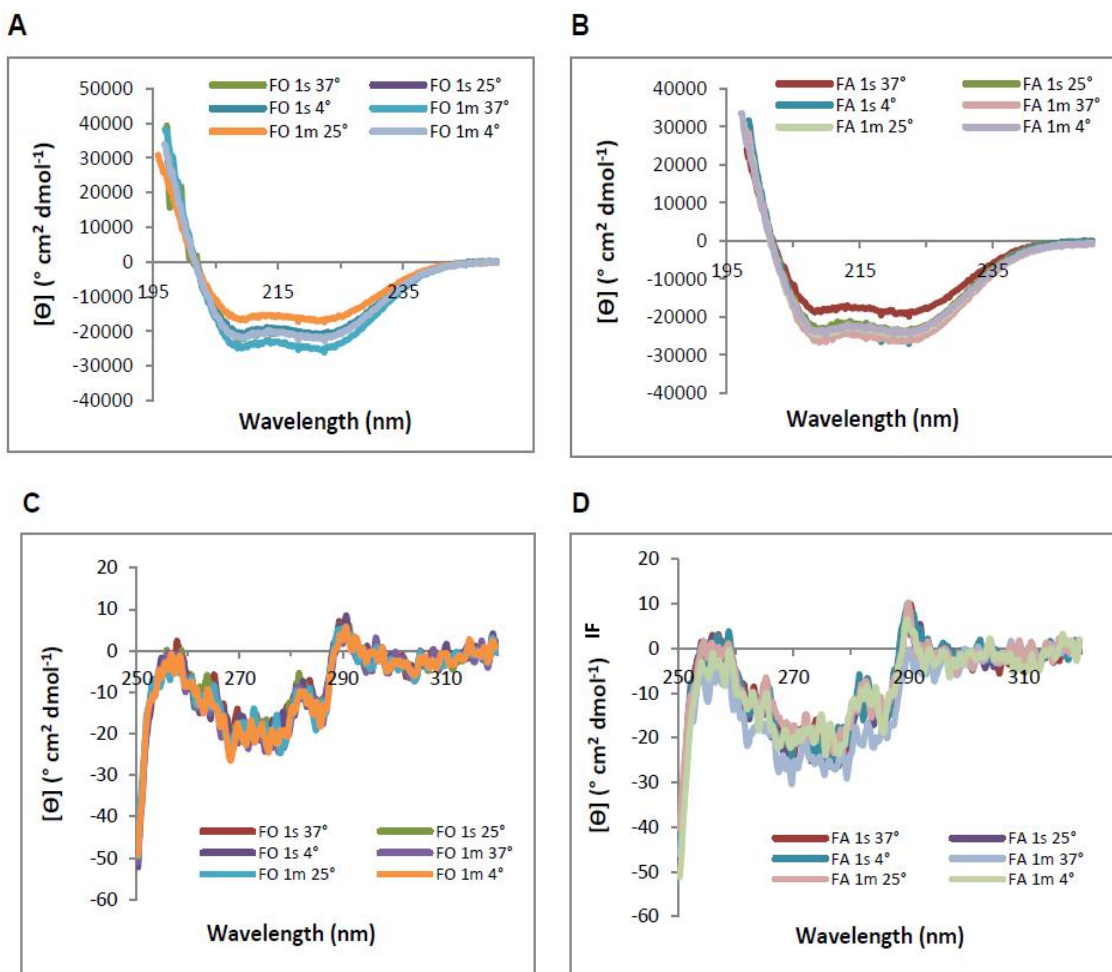 A
50000
40000
30000
20000
10000
0
-10000
-20000
-30000
-40000
195
215
235
[Θ] (° cm² dmol⁻¹)
Wavelength (nm)
FO 1s 37°
FO 1s 25°
FO 1s 4°
FO 1m 37°
FO 1m 25°
FO 1m 4°
B
40000
30000
20000
10000
0
-10000
-20000
-30000
-40000
195
215
235
[Θ] (° cm² dmol⁻¹)
Wavelength (nm)
FA 1s 37°
FA 1s 25°
FA 1s 4°
FA 1m 37°
FA 1m 25°
FA 1m 4°
C
20
10
0
-10
-20
-30
-40
-50
-60
250
270
290
310
[Θ] (° cm² dmol⁻¹)
FO 1s 37°
FO 1s 25°
FO 1s 4°
FO 1m 37°
FO 1m 25°
FO 1m 4°
Wavelength (nm)
D
20
10
0
-10
-20
-30
-40
-50
-60
250
270
290
310
[Θ] (° cm² dmol⁻¹) IF
FA 1s 37°
FA 1s 25°
FA 1s 4°
FA 1m 37°
FA 1m 25°
FA 1m 4°
Wavelength (nm)